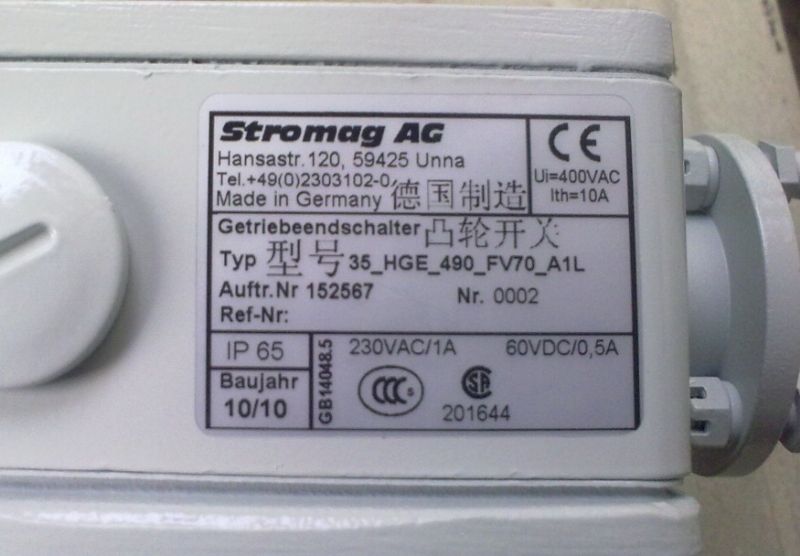 Stromag AG
Hansastr.120, 59425 Unna
Tel.+49(0)2303102-0
Made in Germany 德国制造
CE
Ui=400VAC
Ith=10A
Getriebeendschalter 凸轮开关
Typ 型号 35_HGE_490_FV70_A1L
Auftr.Nr 152567 Nr. 0002
Ref-Nr:
IP 65
Baujahr
10/10
GB14048.5
230VAC/1A 60VDC/0,5A
CCC S
SA
201644